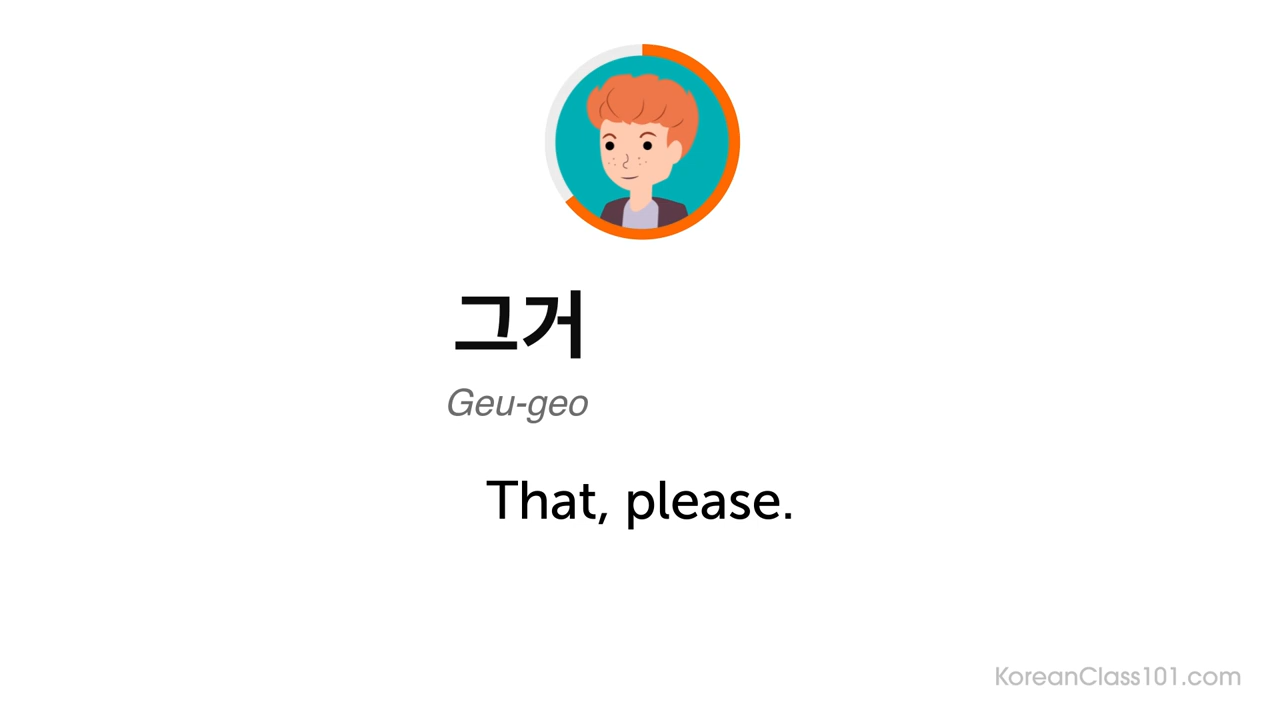 그거
Geu-geo
That, please.
KoreanClass101.com